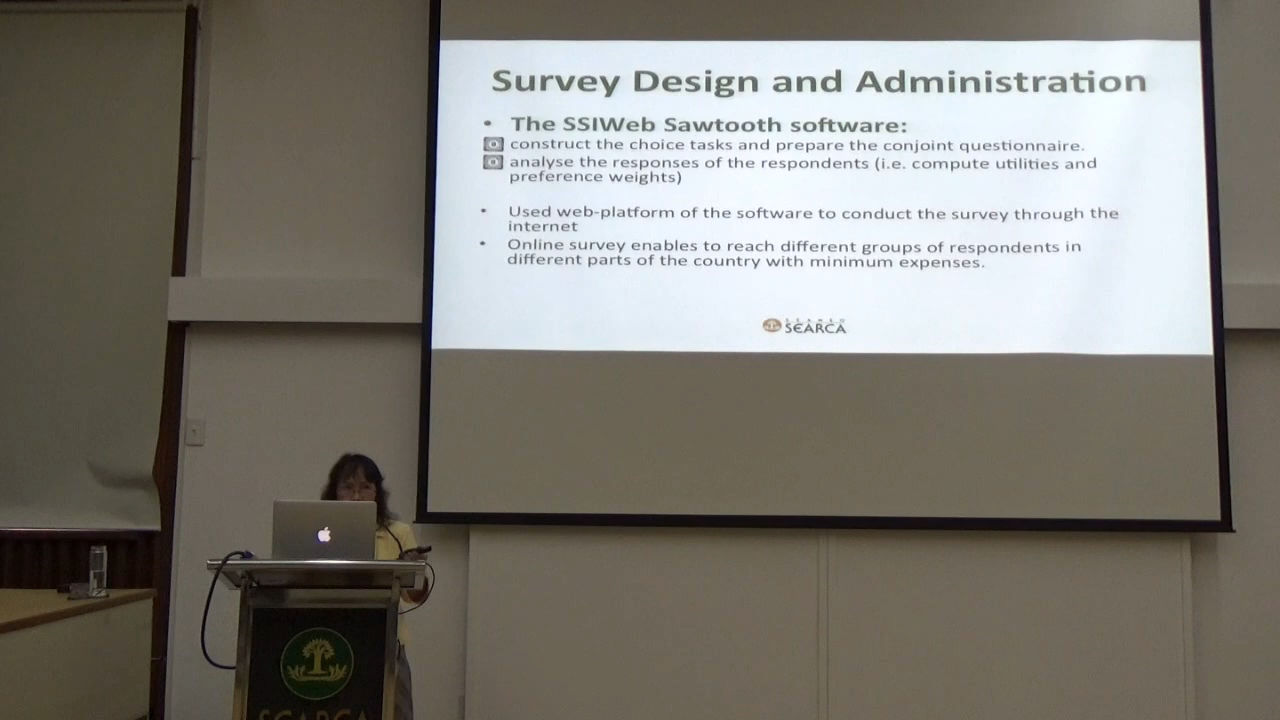 Survey Design and Administration
• The SSIWeb Sawtooth software:
construct the choice tasks and prepare the conjoint questionnaire.
analyse the responses of the respondents (i.e. compute utilities and
preference weights)
• Used web-platform of the software to conduct the survey through the
internet
• Online survey enables to reach different groups of respondents in
different parts of the country with minimum expenses.
SEARCA
SEARCA